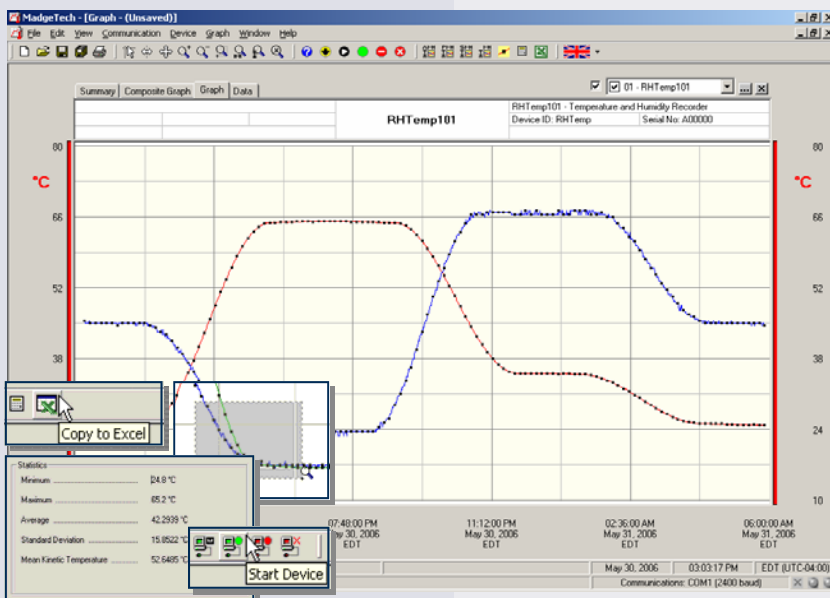 MadgeTech - [Graph - (Unsaved)]
File Edit View Communication Device Graph Window Help
Summary Composite Graph Graph Data
01 - RHTemp101
RHTemp101
RHTemp101 - Temperature and Humidity Recorder
Device ID: RHTemp Serial No: A00000
80 80
°C °C
66 66
52 52
38 38
24
10
Copy to Excel
Statistics
Minimum 24.8 °C
Maximum 65.2 °C
Average 42.2939 °C
Standard Deviation 15.8522 °C
Mean Kinetic Temperature 52.6485 °C
Start Device
07:48:00 PM 11:12:00 PM 02:36:00 AM 06:00:00 AM
May 30, 2006 May 30, 2006 May 31, 2006 May 31, 2006
EDT EDT EDT EDT
May 30, 2006 03:03:17 PM EDT (UTC-04:00)
Communications: COM1 (2400 baud)